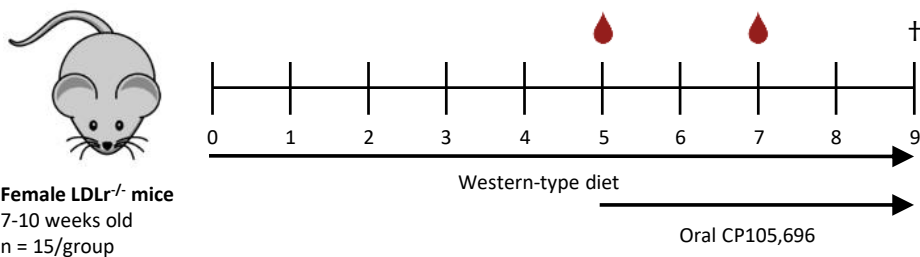 †
0 1 2 3 4 5 6 7 8 9
Western-type diet
Oral CP105,696
Female LDLr-/- mice
7-10 weeks old
n = 15/group